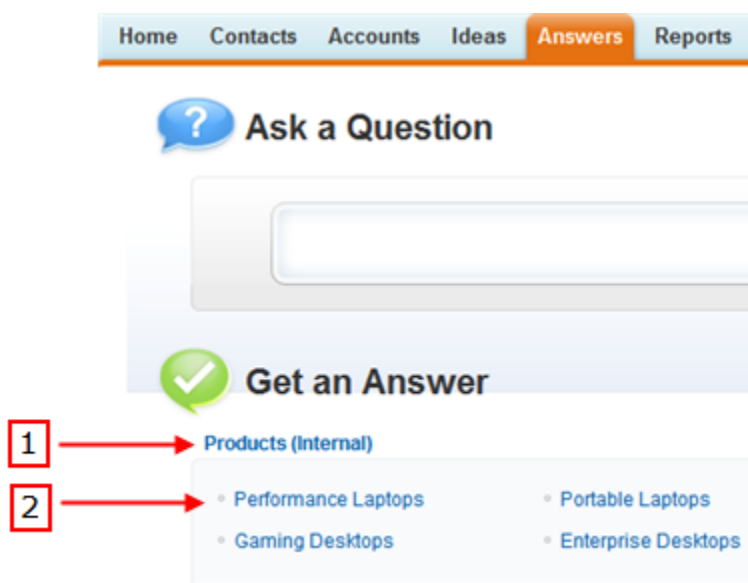 Home Contacts Accounts Ideas Answers Reports
?
Ask a Question
Get an Answer
1 Products (Internal)
2 Performance Laptops Portable Laptops
Gaming Desktops Enterprise Desktops